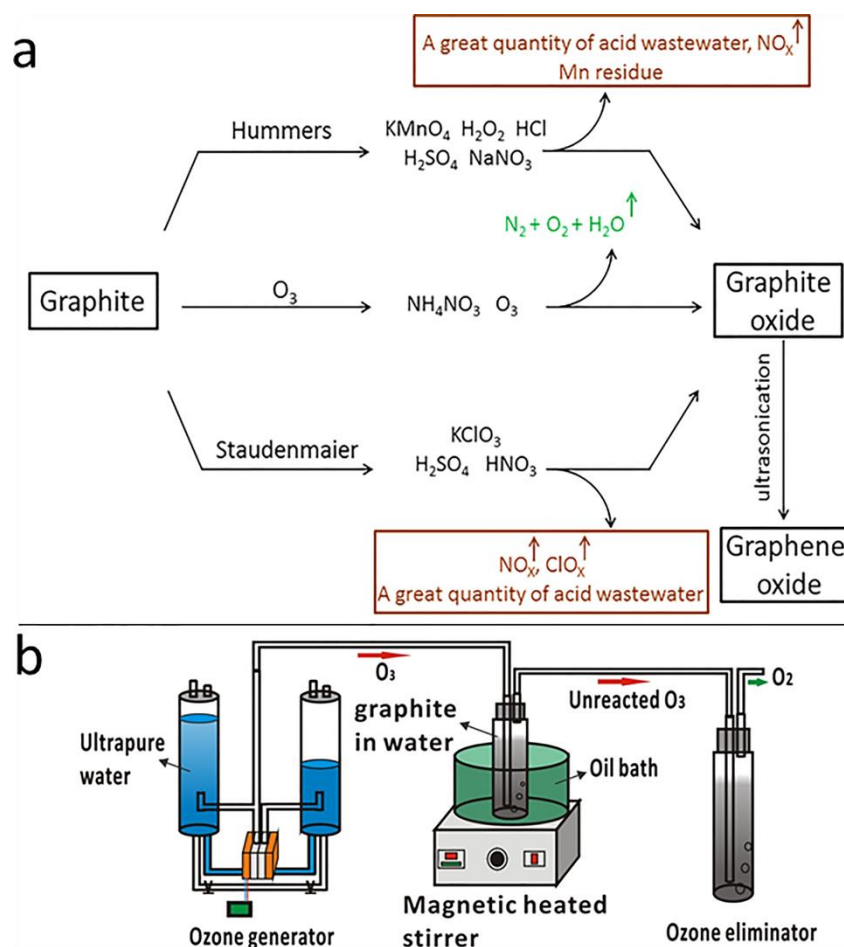 a
A great quantity of acid wastewater, NOₓ↑
Mn residue
Hummers
KMnO₄ H₂O₂ HCl
H₂SO₄ NaNO₃
N₂ + O₂ + H₂O↑
Graphite
O₃
NH₄NO₃ O₃
Graphite
oxide
Staudenmaier
KClO₃
H₂SO₄ HNO₃
ultrasonication
NOₓ↑, ClOₓ↑
A great quantity of acid wastewater
Graphene
oxide
b
O₃
Unreacted O₃
O₂
Ultrapure
water
graphite
in water
Oil bath
Ozone generator
Magnetic heated
stirrer
Ozone eliminator